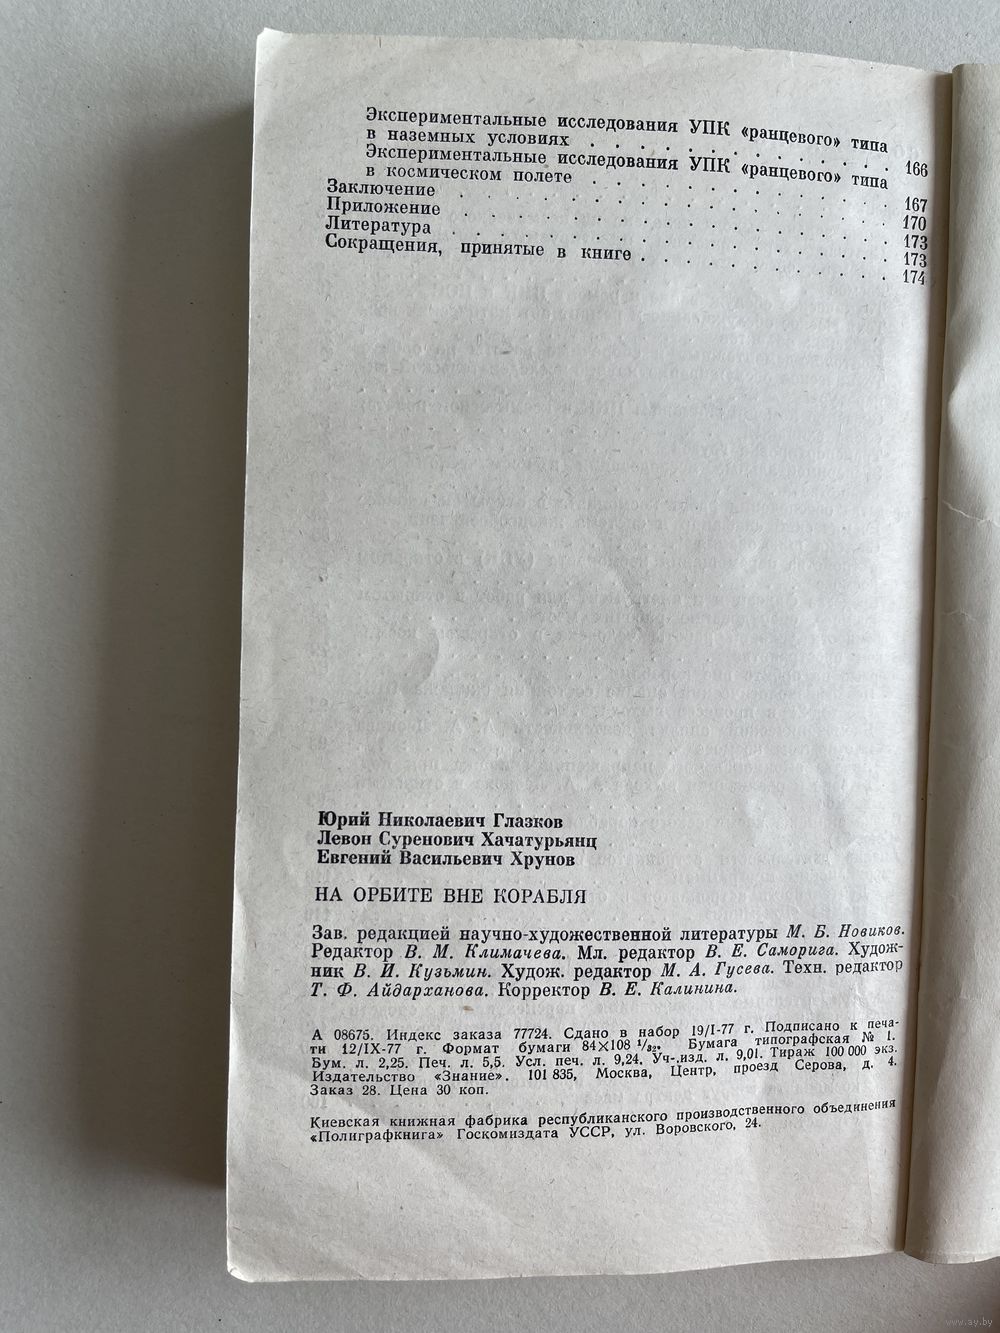 Экспериментальные исследования УПК «ранцевого» типа
в наземных условиях . . . . . . . . . . . . . 166
Экспериментальные исследования УПК «ранцевого» типа
в космическом полете . . . . . . . . . . . . . 167
Заключение . . . . . . . . . . . . . . . . . 170
Приложение . . . . . . . . . . . . . . . . . 173
Литература . . . . . . . . . . . . . . . . . 173
Сокращения, принятые в книге . . . . . . . . . . . 174
Юрий Николаевич Глазков
Левон Суренович Хачатурьянц
Евгений Васильевич Хрунов
НА ОРБИТЕ ВНЕ КОРАБЛЯ
Зав. редакцией научно-художественной литературы М. Б. Новиков.
Редактор В. М. Климачева. Мл. редактор В. Е. Саморига. Худож-
ник В. И. Кузьмин. Худож. редактор М. А. Гусева. Техн. редактор
Т. Ф. Айдарханова. Корректор В. Е. Калинина.
А 08675. Индекс заказа 77724. Сдано в набор 19/I-77 г. Подписано к печа-
ти 12/IX-77 г. Формат бумаги 84×108 1/32. Бумага типографская № 1.
Бум. л. 2,25. Печ. л. 5,5. Усл. печ. л. 9,24. Уч-.изд. л. 9,01. Тираж 100 000 экз.
Издательство «Знание». 101 835, Москва, Центр, проезд Серова, д. 4.
Заказ 28. Цена 30 коп.
Киевская книжная фабрика республиканского производственного объединения
«Полиграфкнига» Госкомиздата УССР, ул. Воровского, 24.
www.ay.by